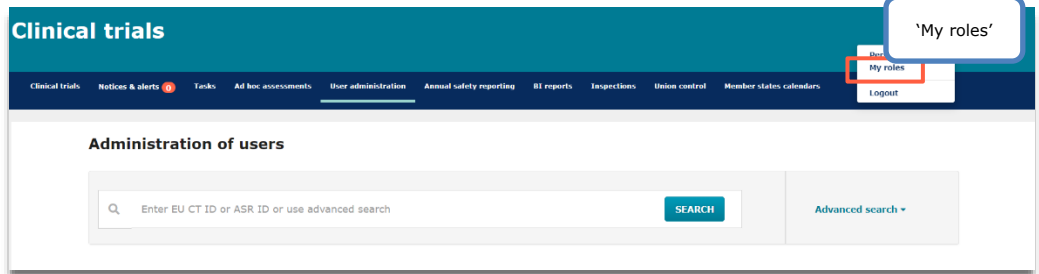 Clinical trials
'My roles'
My roles
Logout
Clinical trials Notices & alerts 0 Tasks Ad hoc assessments User administration Annual safety reporting BI reports Inspections Union control Member states calendars
Administration of users
Enter EU CT ID or ASR ID or use advanced search
SEARCH
Advanced search